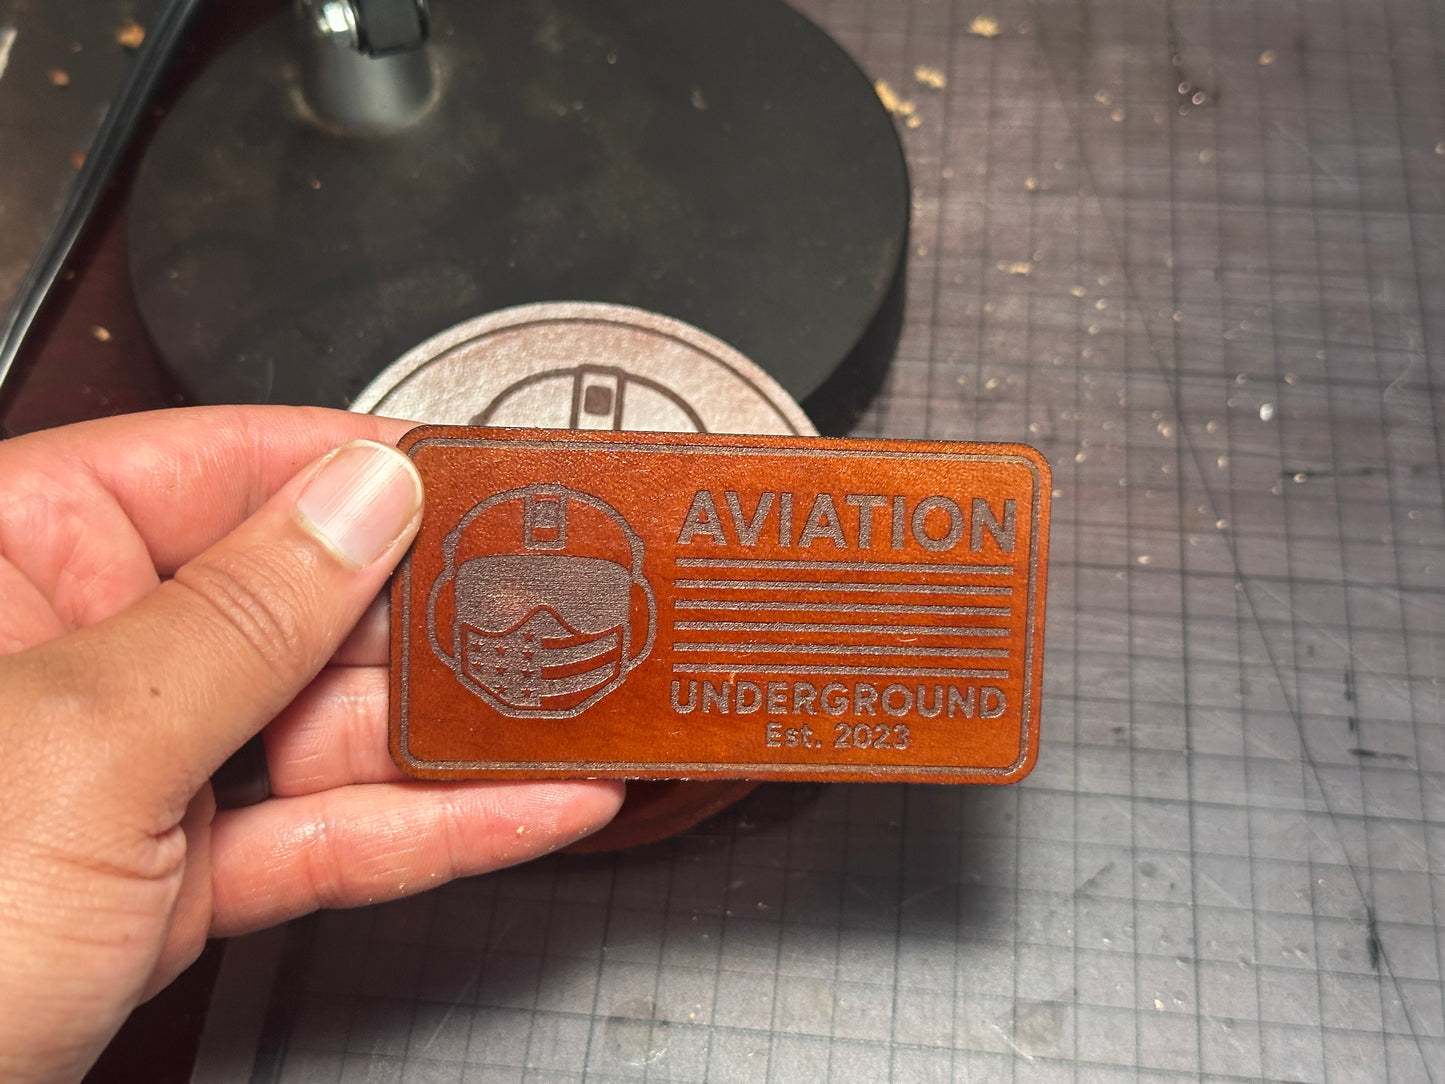 AVIATION
UNDERGROUND
Est. 2023